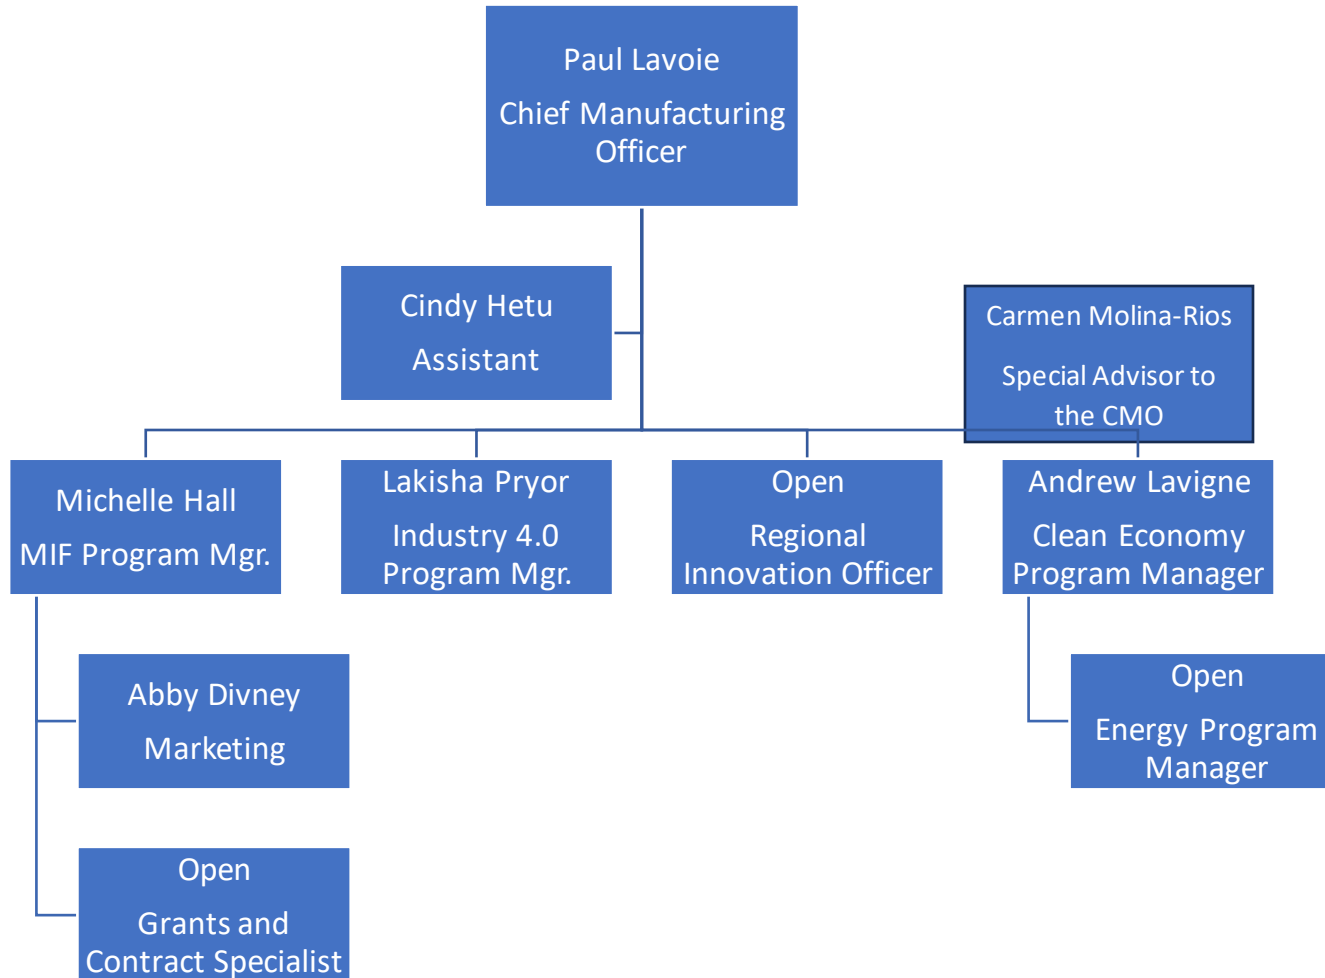 Paul Lavoie
Chief Manufacturing
Officer
Cindy Hetu
Assistant
Carmen Molina-Rios
Special Advisor to
the CMO
Michelle Hall
MIF Program Mgr.
Lakisha Pryor
Industry 4.0
Program Mgr.
Open
Regional
Innovation Officer
Andrew Lavigne
Clean Economy
Program Manager
Abby Divney
Marketing
Open
Energy Program
Manager
Open
Grants and
Contract Specialist